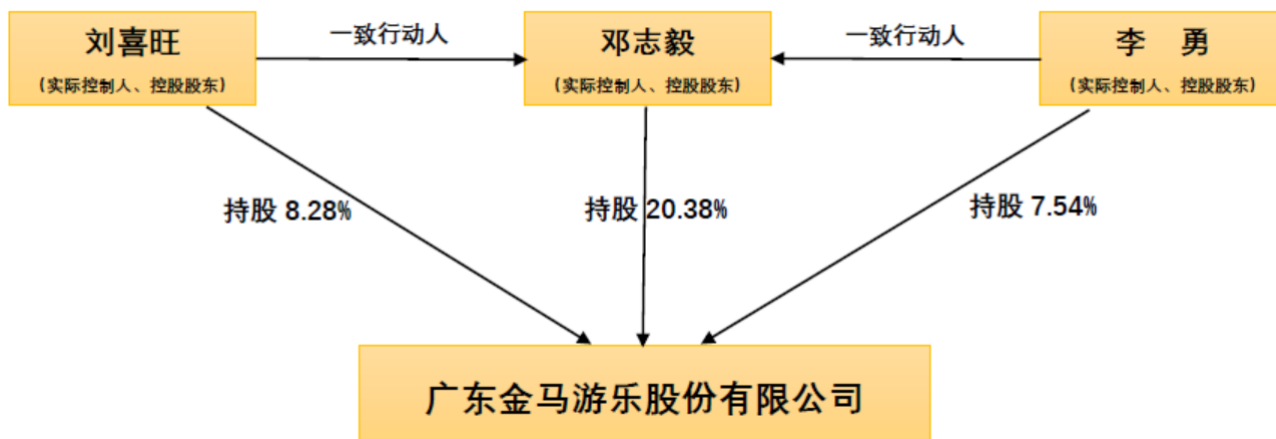 刘喜旺
（实际控制人、控股股东）
一致行动人
邓志毅
（实际控制人、控股股东）
一致行动人
李 勇
（实际控制人、控股股东）
持股 8.28%
持股 20.38%
持股 7.54%
广东金马游乐股份有限公司